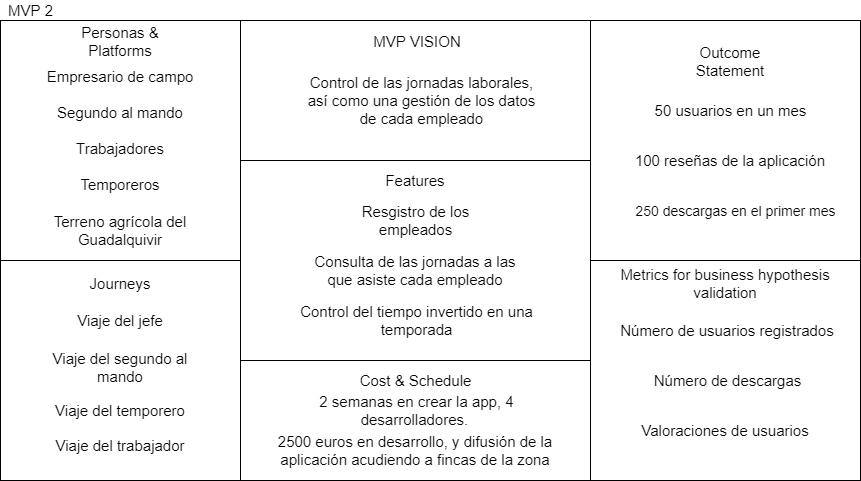 MVP 2
Personas &
Platforms
Empresario de campo
Segundo al mando
Trabajadores
Temporeros
Terreno agrícola del
Guadalquivir
Journeys
Viaje del jefe
Viaje del segundo al
mando
Viaje del temporero
Viaje del trabajador
MVP VISION
Control de las jornadas laborales,
así como una gestión de los datos
de cada empleado
Features
Resgistro de los
empleados
Consulta de las jornadas a las
que asiste cada empleado
Control del tiempo invertido en una
temporada
Cost & Schedule
2 semanas en crear la app, 4
desarrolladores.
2500 euros en desarrollo, y difusión de la
aplicación acudiendo a fincas de la zona
Outcome
Statement
50 usuarios en un mes
100 reseñas de la aplicación
250 descargas en el primer mes
Metrics for business hypothesis
validation
Número de usuarios registrados
Número de descargas
Valoraciones de usuarios